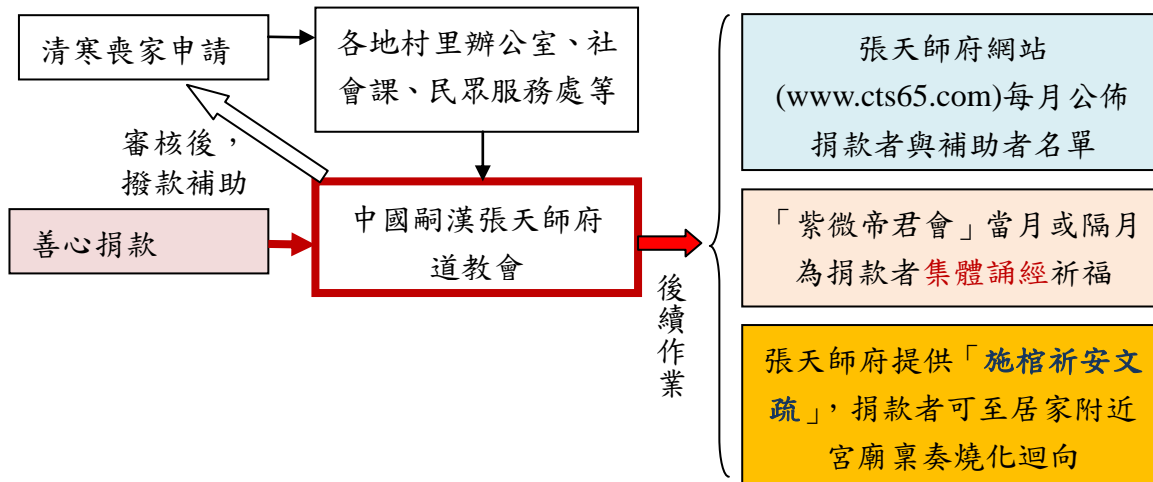 清寒喪家申請
各地村里辦公室、社
會課、民眾服務處等
審核後，
撥款補助
善心捐款
中國嗣漢張天師府
道教會
後續作業
張天師府網站
(www.cts65.com)每月公佈
捐款者與補助者名單
「紫微帝君會」當月或隔月
為捐款者集體誦經祈福
張天師府提供「施棺祈安文
疏」，捐款者可至居家附近
宮廟稟奏燒化迴向